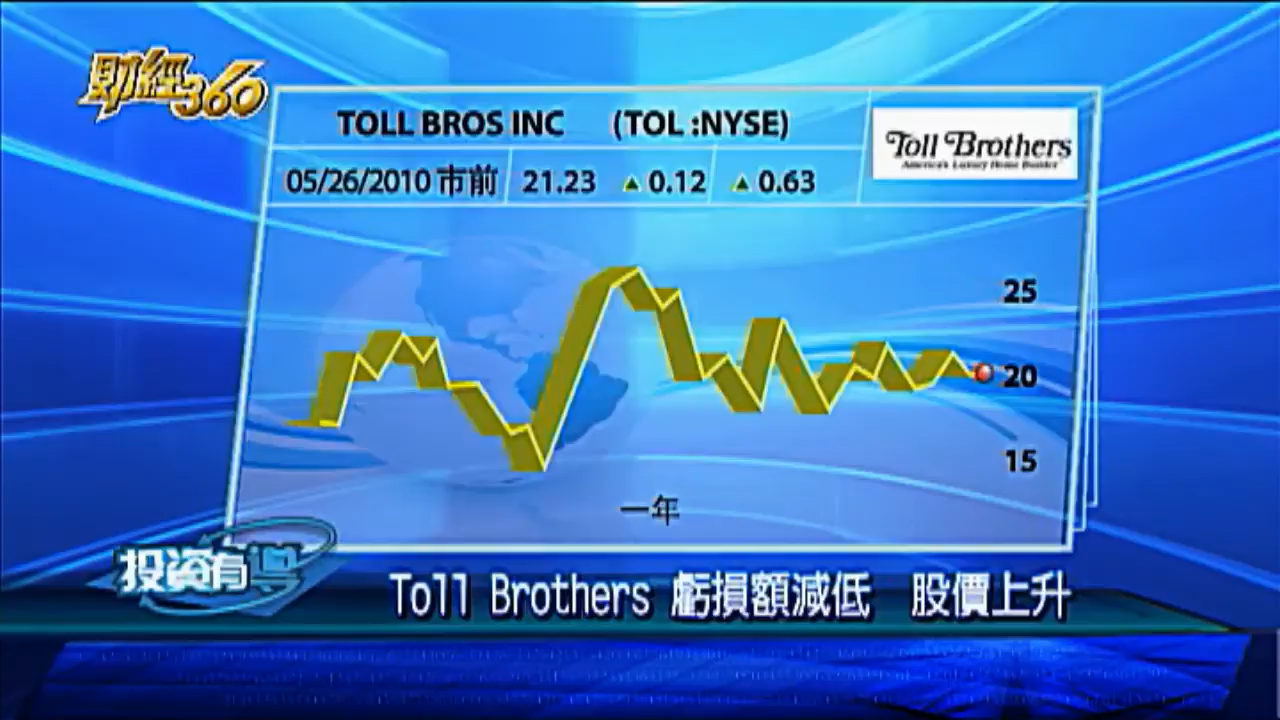 財經360
TOLL BROS INC (TOL :NYSE)
Toll Brothers
America's Luxury Home Builder
05/26/2010 市前 21.23 ▲ 0.12 ▲ 0.63
25
20
15
一年
投資有導
Toll Brothers 虧損額減低 股價上升